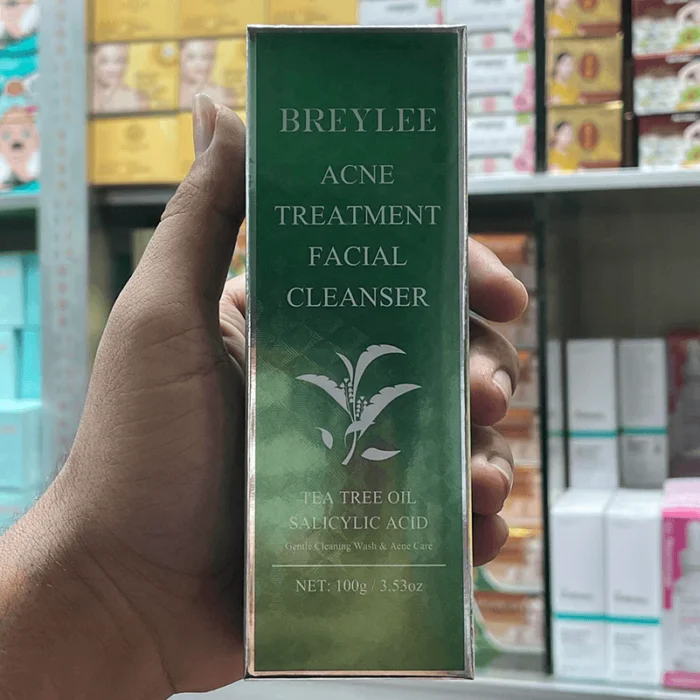 BREYLEE
ACNE
TREATMENT
FACIAL
CLEANSER
TEA TREE OIL
SALICYLIC ACID
Gentle Cleaning Wash & Acne Care
NET: 100g / 3.53oz